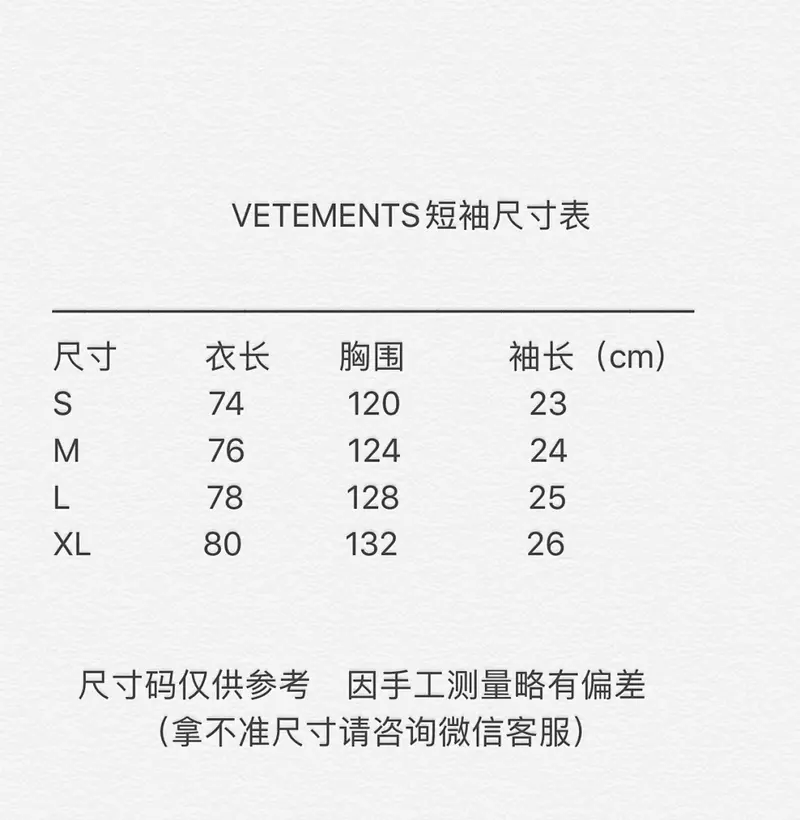 VETEMENTS短袖尺寸表
尺寸 衣长 胸围 袖长（cm）
S 74 120 23
M 76 124 24
L 78 128 25
XL 80 132 26
尺寸码仅供参考 因手工测量略有偏差
（拿不准尺寸请咨询微信客服）